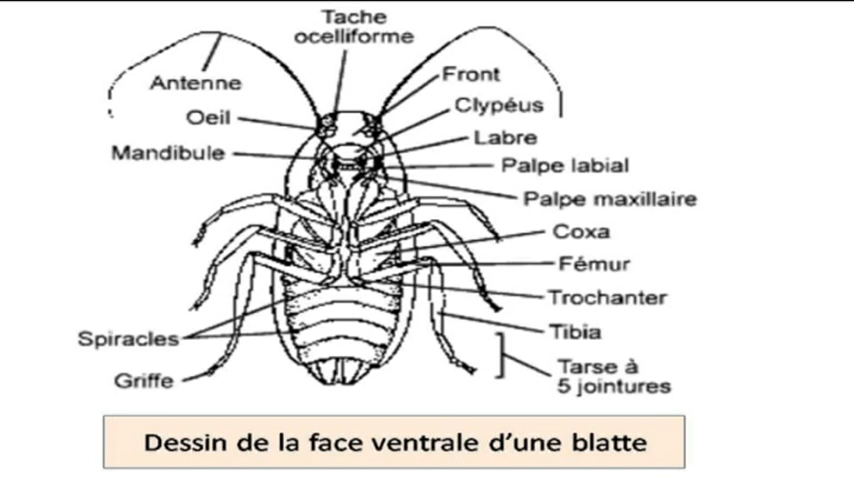 Tache
ocelliforme
Antenne
Front
Clypéus
Oeil
Labre
Mandibule
Palpe labial
Palpe maxillaire
Coxa
Fémur
Trochanter
Spiracles
Tibia
Griffe
Tarse à
5 jointures
Dessin de la face ventrale d'une blatte